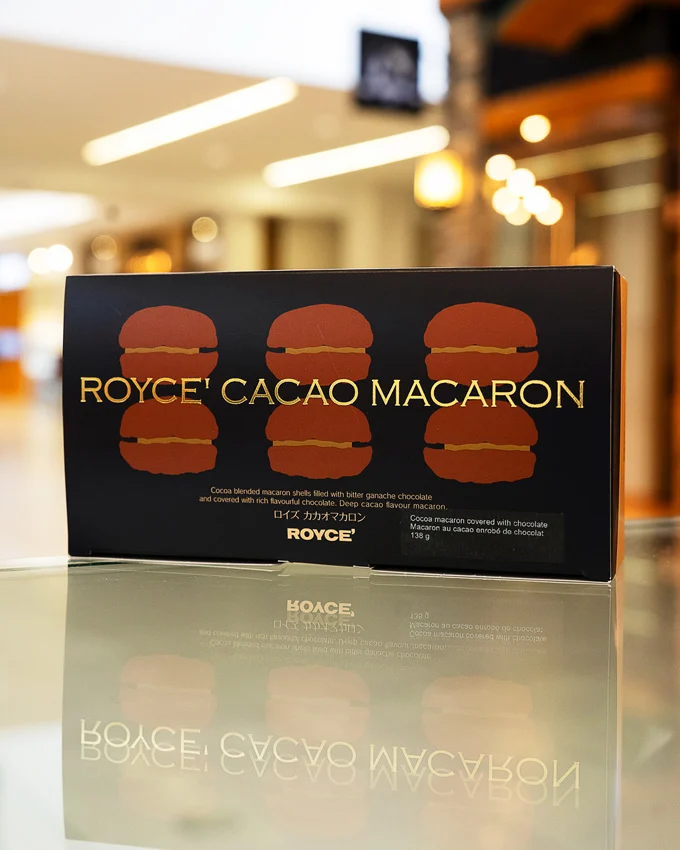 ROYCE' CACAO MACARON
Cocoa blended macaron shells filled with bitter ganache chocolate
and covered with rich flavourful chocolate. Deep cacao flavour macaron.
ロイズ カカオマカロン
ROYCE'
Cocoa macaron covered with chocolate
Macaron au cacao enrobé de chocolat
138 g